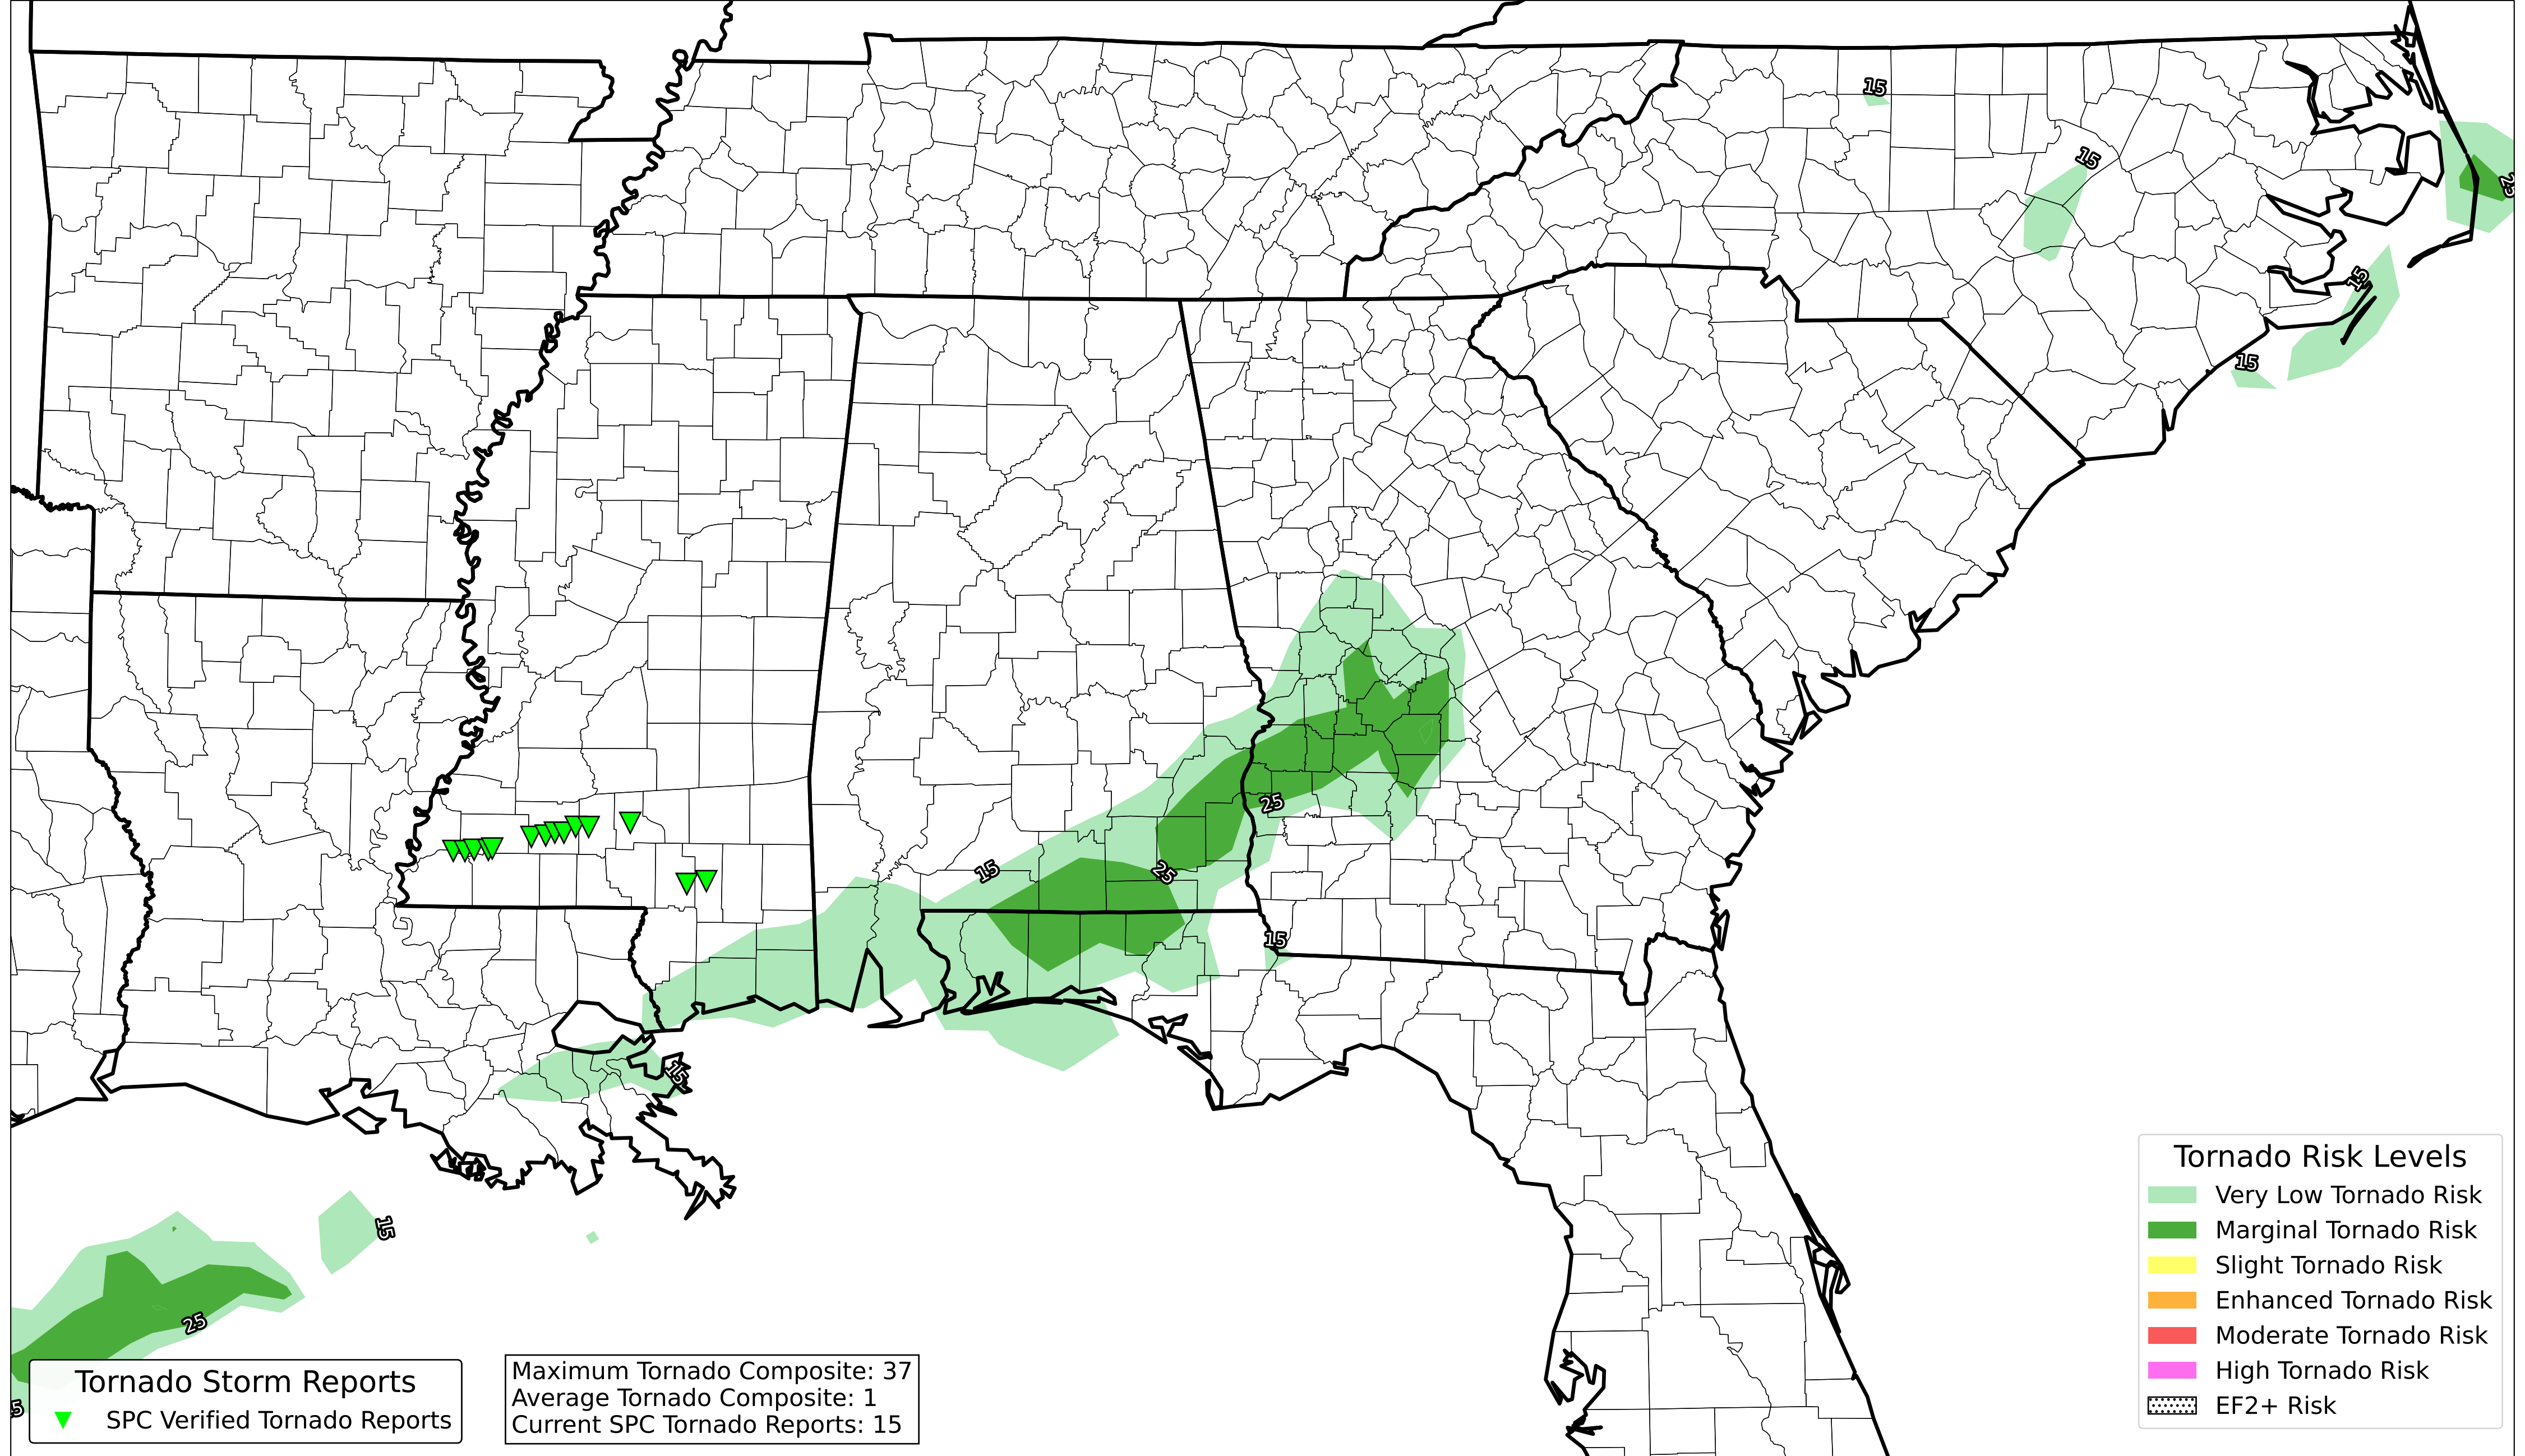 15
15
25
15
15
25
15
25
15
15
15
25
5
Tornado Storm Reports
SPC Verified Tornado Reports
Maximum Tornado Composite: 37
Average Tornado Composite: 1
Current SPC Tornado Reports: 15
Tornado Risk Levels
Very Low Tornado Risk
Marginal Tornado Risk
Slight Tornado Risk
Enhanced Tornado Risk
Moderate Tornado Risk
High Tornado Risk
EF2+ Risk